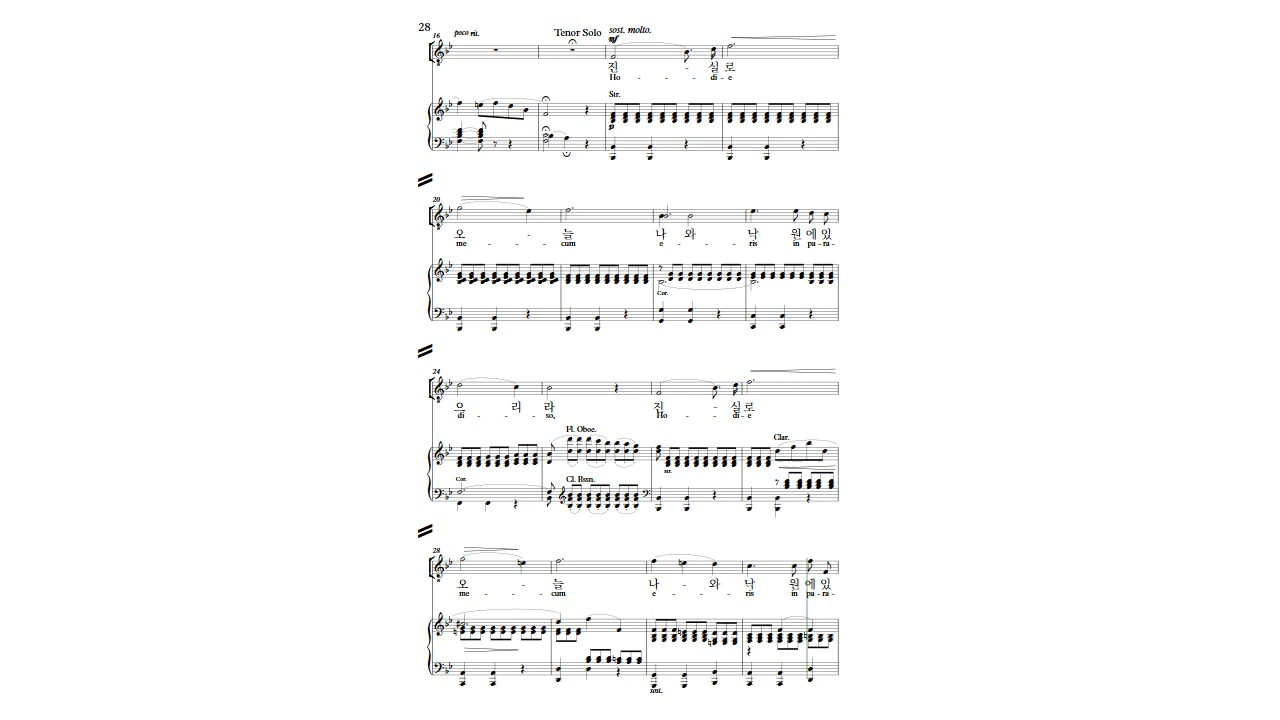 28
16
poco rit.
Tenor Solo
sost. molto.
mf
진 - 실로
Ho - - - di - e
Str.
p
20
오 - 늘 나 와 낙 원에있
me - - - cum e - - - ris in pa - ra -
Cor.
24
으 리 라 진 - 실로
di - - so, Ho - - di - e
Fl. Oboe.
Clar.
Cor.
str.
Cl. Bssn.
28
오 - 늘 나 - 와 낙 원에있
me - - - cum e - - - ris in pa - ra -
sost.